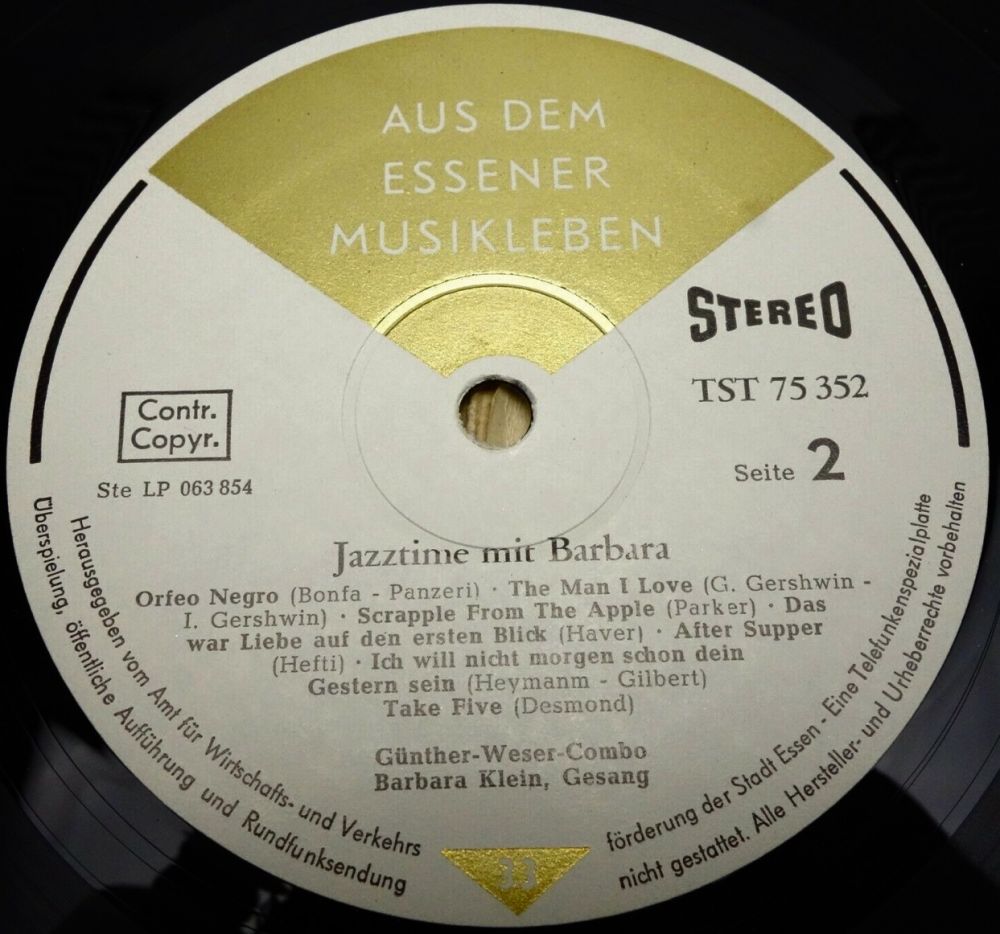 AUS DEM
ESSENER
MUSIKLEBEN
STEREO
TST 75 352
Contr.
Copyr.
Seite 2
Ste LP 063 854
Jazztime mit Barbara
Orfeo Negro (Bonfa - Panzeri) · The Man I Love (G. Gershwin -
I. Gershwin) · Scrapple From The Apple (Parker) · Das
war Liebe auf den ersten Blick (Haver) · After Supper
(Hefti) · Ich will nicht morgen schon dein
Gestern sein (Heymanm - Gilbert)
Take Five (Desmond)
Günther-Weser-Combo
Barbara Klein, Gesang
Herausgegeben vom Amt für Wirtschafts- und Verkehrs
förderung der Stadt Essen - Eine Telefunkenspezialplatte
Überspielung, öffentliche Aufführung und Rundfunksendung
nicht gestattet. Alle Hersteller- und Urheberrechte vorbehalten
33